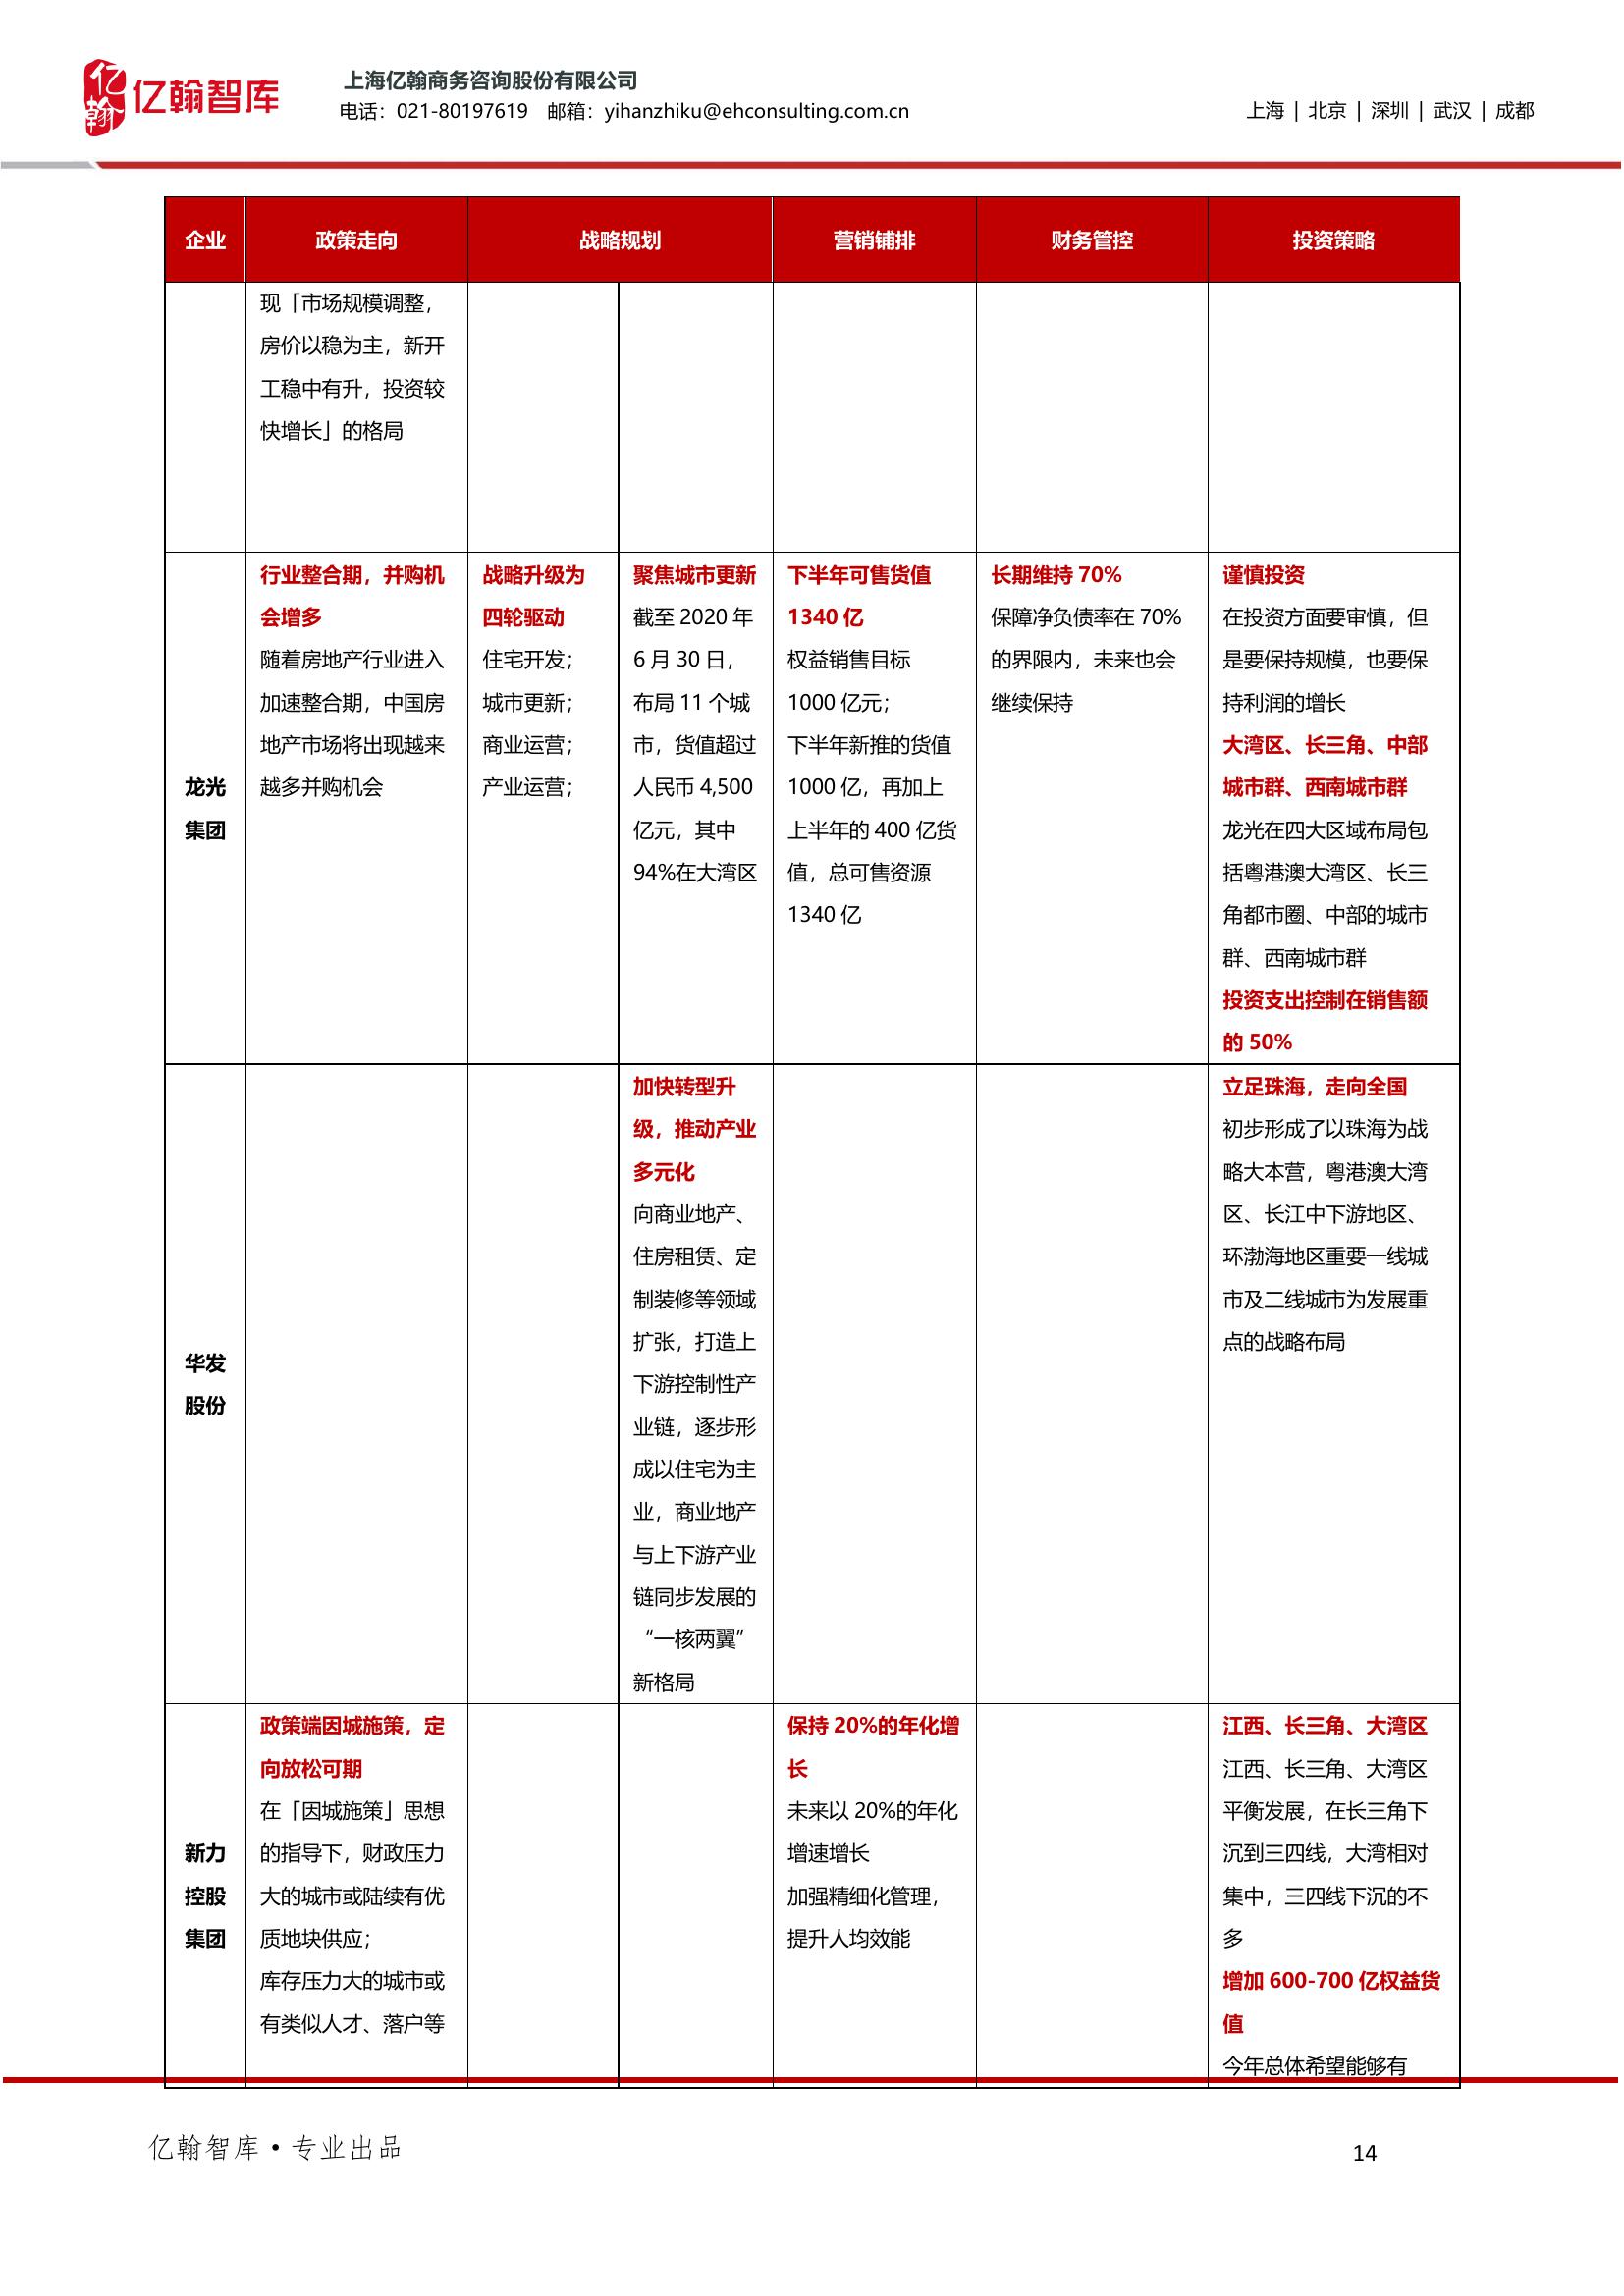 亿翰
亿翰智库
上海亿翰商务咨询股份有限公司
电话：021-80197619 邮箱：yihanzhiku@ehconsulting.com.cn
上海 | 北京 | 深圳 | 武汉 | 成都
企业 政策走向 战略规划 营销铺排 财务管控 投资策略
现「市场规模调整，
房价以稳为主，新开
工稳中有升，投资较
快增长」的格局
龙光
集团
行业整合期，并购机
会增多
随着房地产行业进入
加速整合期，中国房
地产市场将出现越来
越多并购机会
战略升级为
四轮驱动
住宅开发；
城市更新；
商业运营；
产业运营；
聚焦城市更新
截至 2020 年
6 月 30 日，
布局 11 个城
市，货值超过
人民币 4,500
亿元，其中
94%在大湾区
下半年可售货值
1340 亿
权益销售目标
1000 亿元；
下半年新推的货值
1000 亿，再加上
上半年的 400 亿货
值，总可售资源
1340 亿
长期维持 70%
保障净负债率在 70%
的界限内，未来也会
继续保持
谨慎投资
在投资方面要审慎，但
是要保持规模，也要保
持利润的增长
大湾区、长三角、中部
城市群、西南城市群
龙光在四大区域布局包
括粤港澳大湾区、长三
角都市圈、中部的城市
群、西南城市群
投资支出控制在销售额
的 50%
华发
股份
加快转型升
级，推动产业
多元化
向商业地产、
住房租赁、定
制装修等领域
扩张，打造上
下游控制性产
业链，逐步形
成以住宅为主
业，商业地产
与上下游产业
链同步发展的
“一核两翼”
新格局
立足珠海，走向全国
初步形成了以珠海为战
略大本营，粤港澳大湾
区、长江中下游地区、
环渤海地区重要一线城
市及二线城市为发展重
点的战略布局
新力
控股
集团
政策端因城施策，定
向放松可期
在「因城施策」思想
的指导下，财政压力
大的城市或陆续有优
质地块供应；
库存压力大的城市或
有类似人才、落户等
保持 20%的年化增
长
未来以 20%的年化
增速增长
加强精细化管理，
提升人均效能
江西、长三角、大湾区
江西、长三角、大湾区
平衡发展，在长三角下
沉到三四线，大湾相对
集中，三四线下沉的不
多
增加 600-700 亿权益货
值
今年总体希望能够有
亿翰智库·专业出品
14